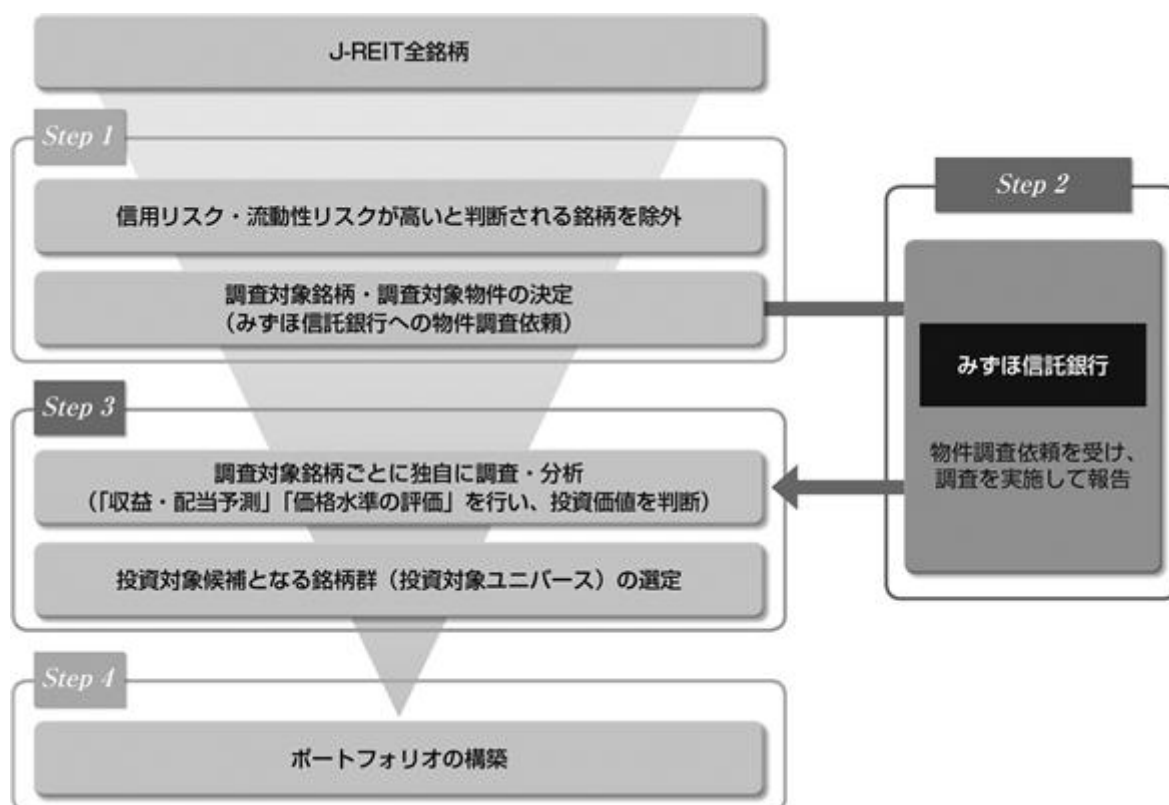 J-REIT全銘柄
Step 1
信用リスク・流動性リスクが高いと判断される銘柄を除外
調査対象銘柄・調査対象物件の決定
（みずほ信託銀行への物件調査依頼）
Step 2
みずほ信託銀行
物件調査依頼を受け、
調査を実施して報告
Step 3
調査対象銘柄ごとに独自に調査・分析
（｢収益・配当予測｣｢価格水準の評価｣を行い、投資価値を判断）
投資対象候補となる銘柄群（投資対象ユニバース）の選定
Step 4
ポートフォリオの構築